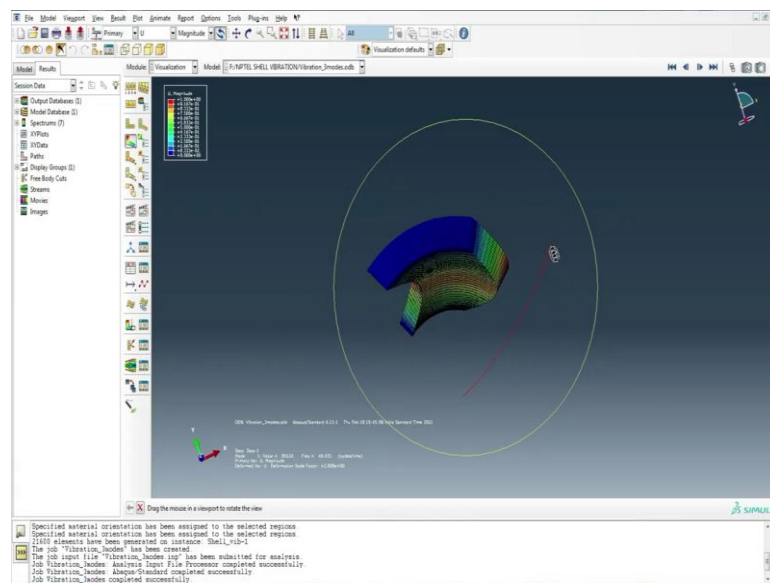 File Model Viewport View Result Plot Animate Report Options Tools Plug-ins Help
Primary U Magnitude All
Visualization defaults
Model Results Module: Visualization Model: F:/NPTEL SHELL VIBRATION/Vibration_3modes.odb
Session Data
Output Databases (1)
Model Database (1)
Spectrums (7)
XYPlots
XYData
Paths
Display Groups (1)
Free Body Cuts
Streams
Movies
Images
U, Magnitude
Y
X
Drag the mouse in a viewport to rotate the view
SIMUL
Specified material orientation has been assigned to the selected regions.
Specified material orientation has been assigned to the selected regions.
21600 elements have been generated on instance: Shell_vib-1
The job "Vibration_3modes" has been created.
The job input file "Vibration_3modes.inp" has been submitted for analysis.
Job Vibration_3modes: Analysis Input File Processor completed successfully.
Job Vibration_3modes: Abaqus/Standard completed successfully.
Job Vibration_3modes completed successfully.